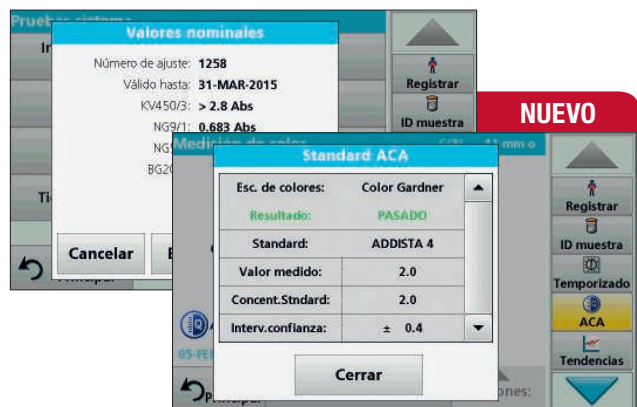 Valores nominales
Número de ajuste: 1258
Válido hasta: 31-MAR-2015
KV450/3: > 2.8 Abs
NG9/1: 0.683 Abs
Cancelar
Registrar
ID muestra
NUEVO
Standard ACA
Esc. de colores: Color Gardner
Resultado: PASADO
Standard: ADDISTA 4
Valor medido: 2.0
Concent.Stndard: 2.0
Interv.confianza: ± 0.4
Cerrar
Registrar
ID muestra
Temporizado
ACA
Tendencias